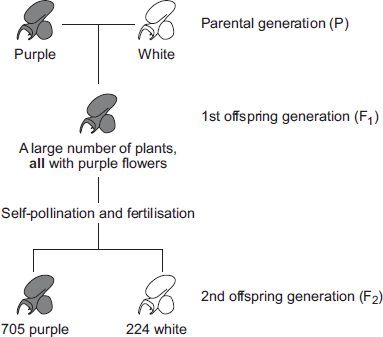 Purple
White
Parental generation (P)
A large number of plants,
all with purple flowers
1st offspring generation (F1)
Self-pollination and fertilisation
705 purple
224 white
2nd offspring generation (F2)